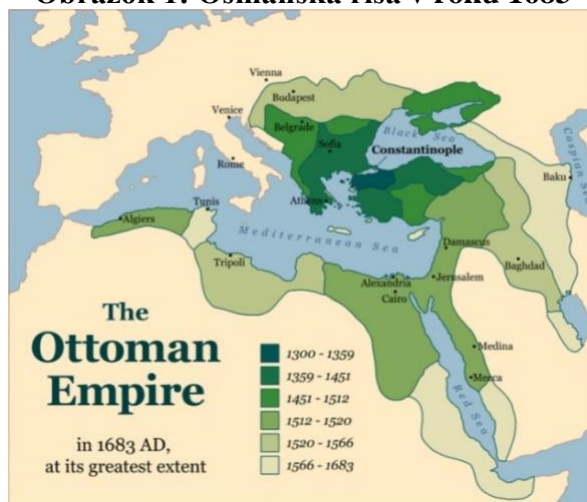 Obrázok 1: Osmanská ríša v roku 1683
Vienna
Budapest
Venice
Belgrade
Black Sea
Caspian Sea
Sofia
Rome
Constantinople
Baku
Athens
Tunis
Algiers
Mediterranean Sea
Damascus
Tripoli
Baghdad
Alexandria
Jerusalem
Cairo
The
Ottoman
Empire
in 1683 AD,
at its greatest extent
1300 - 1359
1359 - 1451
1451 - 1512
1512 - 1520
1520 - 1566
1566 - 1683
Medina
Mecca
Red Sea